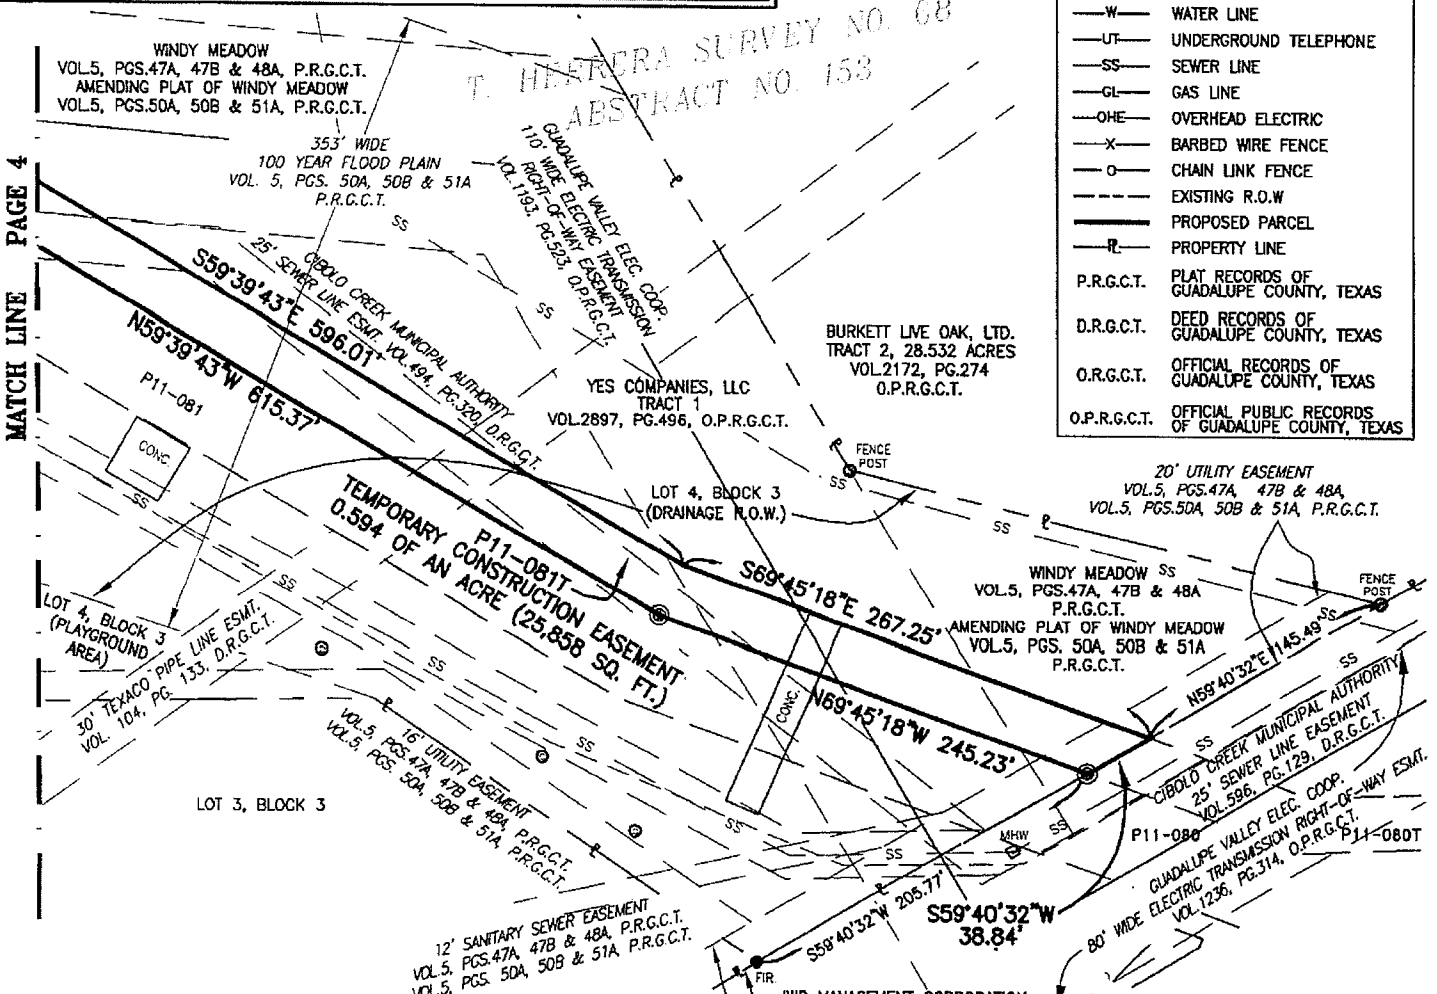 T. HERRERA SURVEY NO. 68
ABSTRACT NO. 153
WINDY MEADOW
VOL.5, PGS.47A, 47B & 48A, P.R.G.C.T.
AMENDING PLAT OF WINDY MEADOW
VOL.5, PGS.50A, 50B & 51A, P.R.G.C.T.
353' WIDE
100 YEAR FLOOD PLAIN
VOL. 5, PGS. 50A, 50B & 51A
P.R.G.C.T.
MATCH LINE PAGE 4
GUADALUPE VALLEY ELEC. COOP.
110' WIDE ELECTRIC TRANSMISSION
RIGHT-OF-WAY EASEMENT
VOL.1193, PG.523, O.P.R.G.C.T.
W WATER LINE
UT UNDERGROUND TELEPHONE
SS SEWER LINE
GL GAS LINE
OHE OVERHEAD ELECTRIC
X BARBED WIRE FENCE
O CHAIN LINK FENCE
EXISTING R.O.W
PROPOSED PARCEL
PL PROPERTY LINE
P.R.G.C.T. PLAT RECORDS OF
GUADALUPE COUNTY, TEXAS
D.R.G.C.T. DEED RECORDS OF
GUADALUPE COUNTY, TEXAS
O.R.G.C.T. OFFICIAL RECORDS OF
GUADALUPE COUNTY, TEXAS
O.P.R.G.C.T. OFFICIAL PUBLIC RECORDS
OF GUADALUPE COUNTY, TEXAS
CIBOLO CREEK MUNICIPAL AUTHORITY
25' SEWER LINE ESMT. VOL.494, PG.320, D.R.G.C.T.
S59°39'43"E 596.01'
N59°39'43"W 615.37'
P11-081
CONC.
BURKETT LIVE OAK, LTD.
TRACT 2, 28.532 ACRES
VOL.2172, PG.274
O.P.R.G.C.T.
YES COMPANIES, LLC
TRACT 1
VOL.2897, PG.496, O.P.R.G.C.T.
FENCE
POST
LOT 4, BLOCK 3
(DRAINAGE R.O.W.)
20' UTILITY EASEMENT
VOL.5, PGS.47A, 47B & 48A,
VOL.5, PGS.50A, 50B & 51A, P.R.G.C.T.
P11-081T
TEMPORARY CONSTRUCTION EASEMENT
0.594 OF AN ACRE (25,858 SQ. FT.)
S69°45'18"E 267.25'
WINDY MEADOW
VOL.5, PGS.47A, 47B & 48A
P.R.G.C.T.
AMENDING PLAT OF WINDY MEADOW
VOL.5, PGS. 50A, 50B & 51A
P.R.G.C.T.
FENCE
POST
LOT 4, BLOCK 3
(PLAYGROUND
AREA)
30' TEXACO PIPE LINE ESMT.
VOL. 104, PG. 133, D.R.G.C.T.
N59°40'32"E 145.49'
CONC.
N69°45'18"W 245.23'
16' UTILITY EASEMENT
VOL.5, PGS.47A, 47B & 48A, P.R.G.C.T.
VOL.5, PGS. 50A, 50B & 51A, P.R.G.C.T.
LOT 3, BLOCK 3
CIBOLO CREEK MUNICIPAL AUTHORITY
25' SEWER LINE EASEMENT
VOL.596, PG.129, D.R.G.C.T.
MHW
P11-080
P11-080T
GUADALUPE VALLEY ELEC. COOP.
80' WIDE ELECTRIC TRANSMISSION RIGHT-OF-WAY ESMT.
VOL.1236, PG.314, O.P.R.G.C.T.
S59°40'32"W 205.77'
S59°40'32"W
38.84'
12' SANITARY SEWER EASEMENT
VOL.5, PGS.47A, 47B & 48A, P.R.G.C.T.
VOL.5, PGS. 50A, 50B & 51A, P.R.G.C.T.
FIR
MANAGEMENT CORPORATION